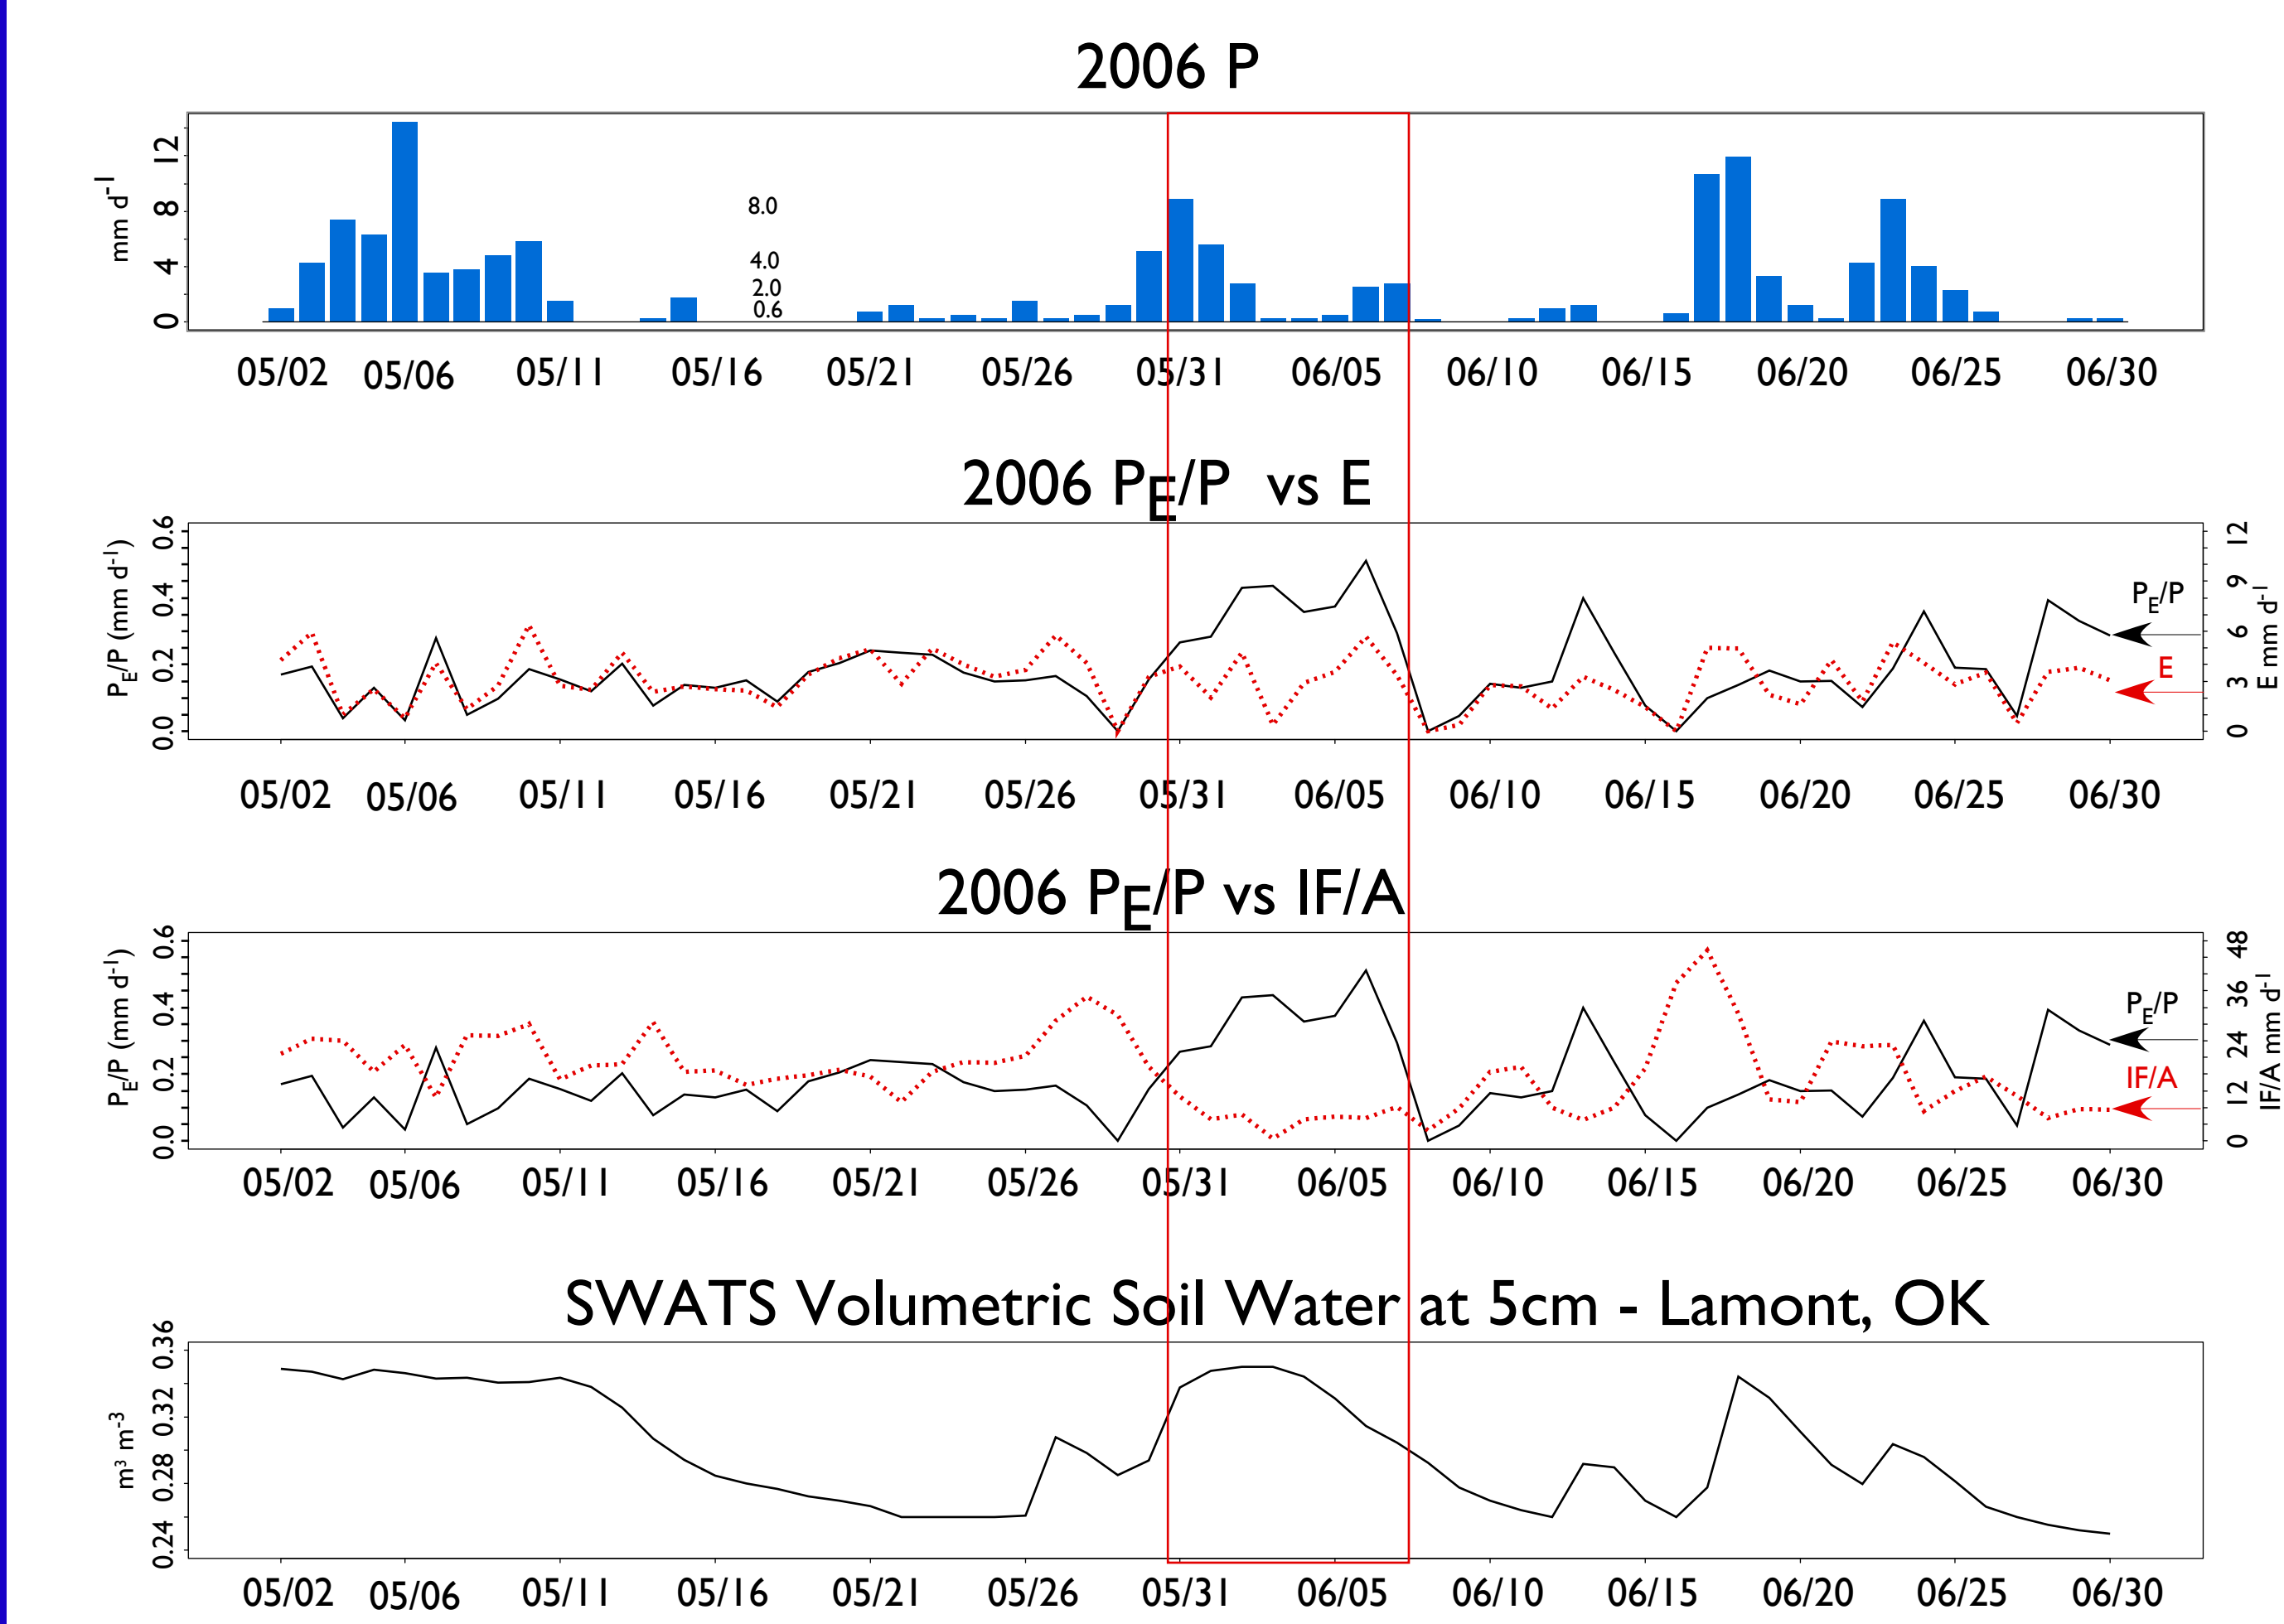 2006 P
mm d-1
0 4 8 12
8.0
4.0
2.0
0.6
05/02 05/06 05/11 05/16 05/21 05/26 05/31 06/05 06/10 06/15 06/20 06/25 06/30
2006 PE/P vs E
PE/P (mm d-1)
0.0 0.2 0.4 0.6
PE/P
E
0 3 6 9 12
E mm d-1
05/02 05/06 05/11 05/16 05/21 05/26 05/31 06/05 06/10 06/15 06/20 06/25 06/30
2006 PE/P vs IF/A
PE/P (mm d-1)
0.0 0.2 0.4 0.6
PE/P
IF/A
0 12 24 36 48
IF/A mm d-1
05/02 05/06 05/11 05/16 05/21 05/26 05/31 06/05 06/10 06/15 06/20 06/25 06/30
SWATS Volumetric Soil Water at 5cm - Lamont, OK
m³ m-3
0.24 0.28 0.32 0.36
05/02 05/06 05/11 05/16 05/21 05/26 05/31 06/05 06/10 06/15 06/20 06/25 06/30